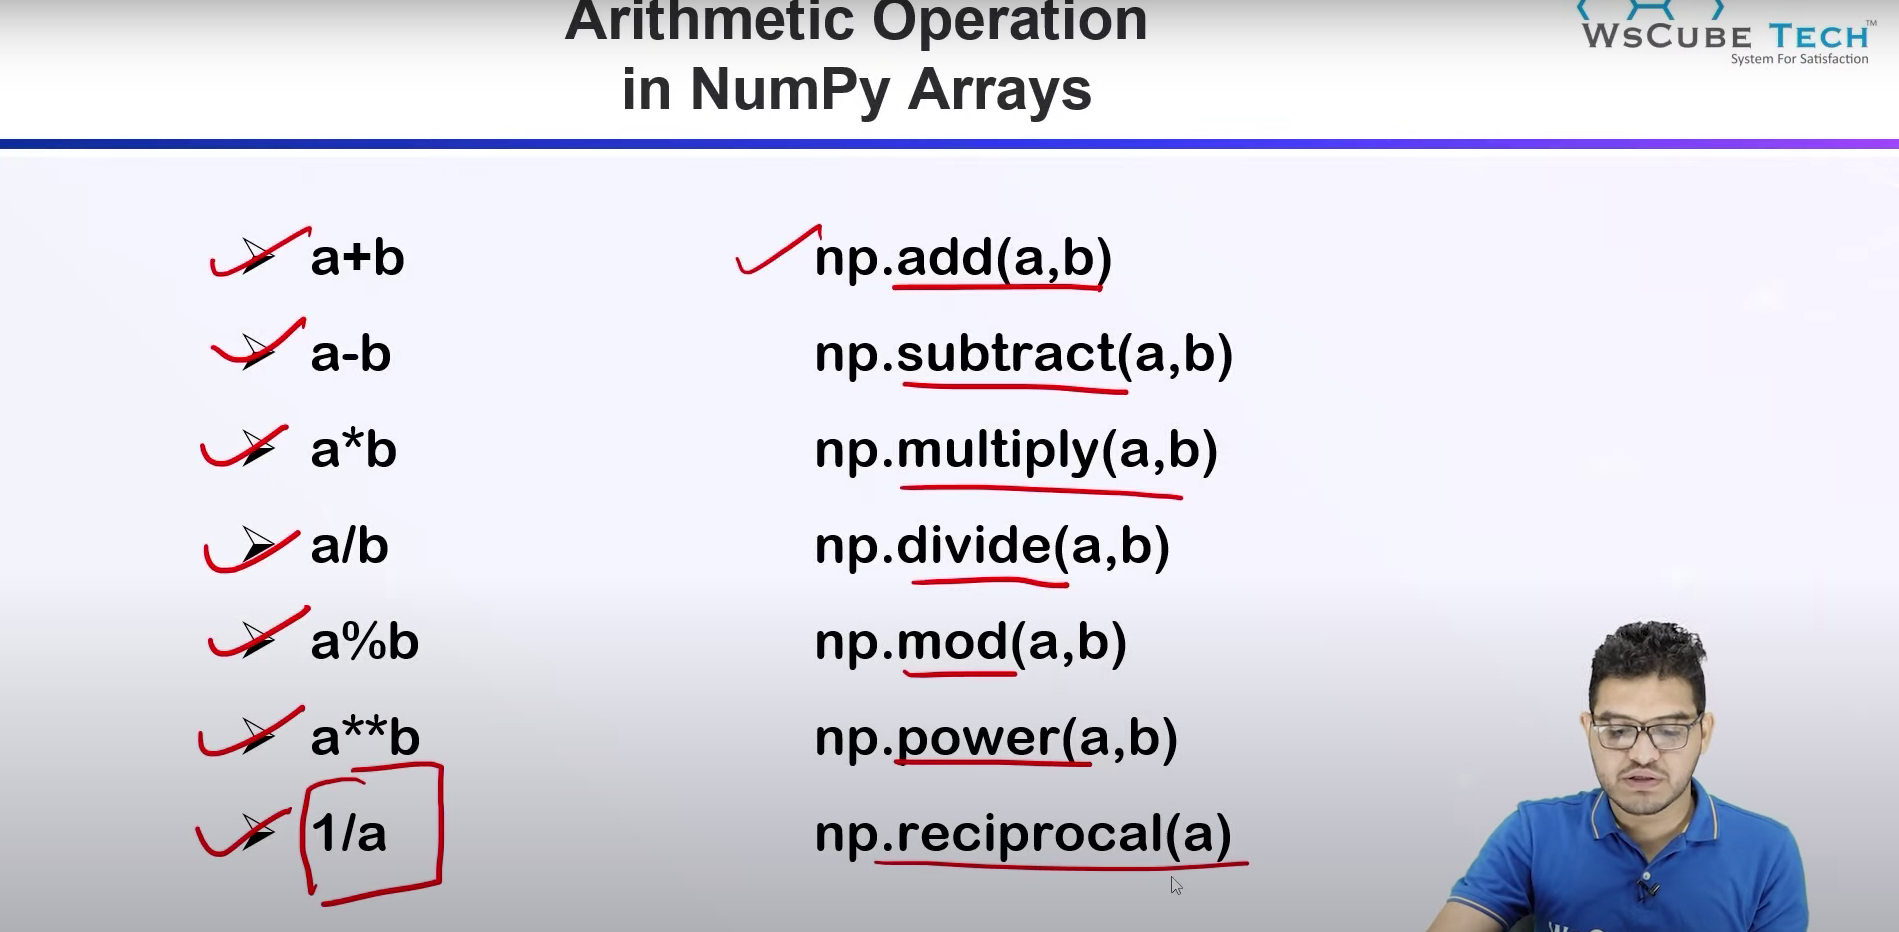 Arithmetic Operation
in NumPy Arrays
WsCube Tech™
System For Satisfaction
a+b
np.add(a,b)
a-b
np.subtract(a,b)
a*b
np.multiply(a,b)
a/b
np.divide(a,b)
a%b
np.mod(a,b)
a**b
np.power(a,b)
1/a
np.reciprocal(a)